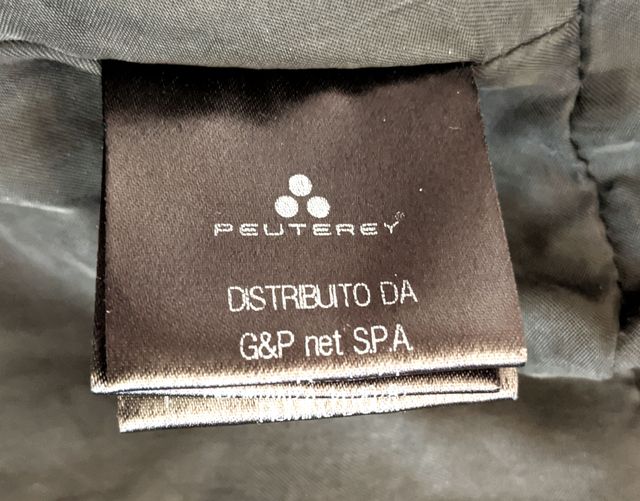 PEUTEREY®
DISTRIBUITO DA
G&P net S.P.A.